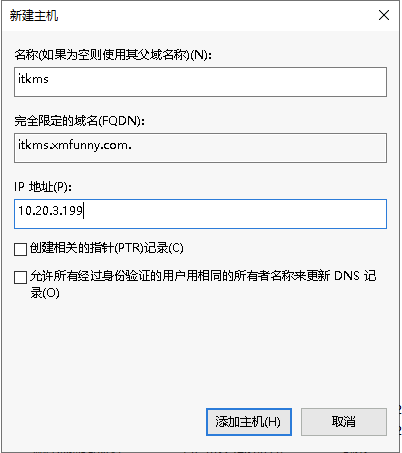 新建主机
名称(如果为空则使用其父域名称)(N):
itkms
完全限定的域名(FQDN):
itkms.xmfunny.com.
IP 地址(P):
10.20.3.199
创建相关的指针(PTR)记录(C)
允许所有经过身份验证的用户用相同的所有者名称来更新 DNS 记
录(O)
添加主机(H)
取消